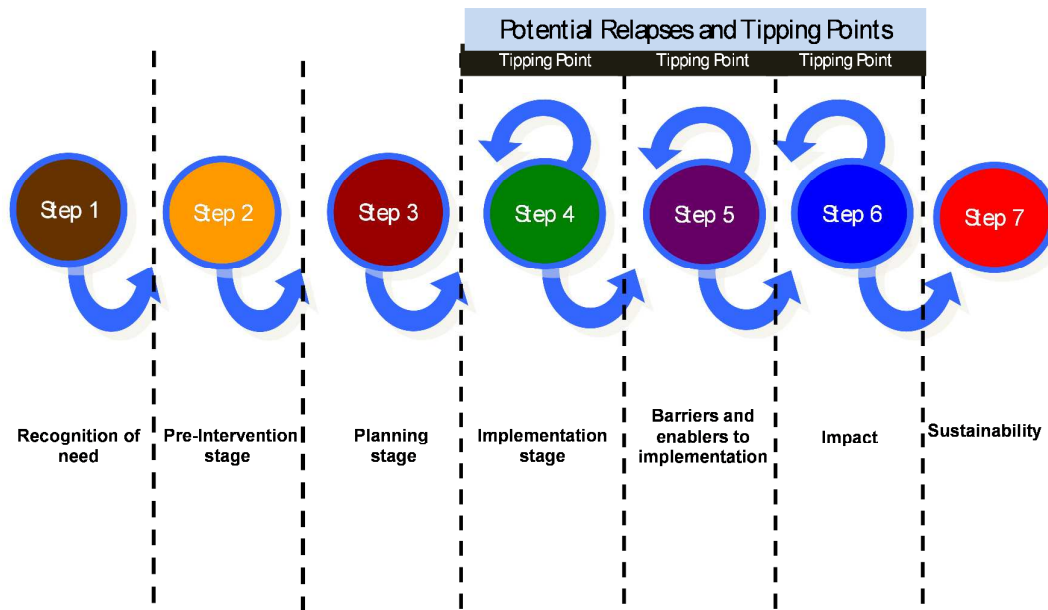 Potential Relapses and Tipping Points
Tipping Point
Tipping Point
Tipping Point
Step 1
Step 2
Step 3
Step 4
Step 5
Step 6
Step 7
Recognition of
need
Pre-Intervention
stage
Planning
stage
Implementation
stage
Barriers and
enablers to
implementation
Impact
Sustainability